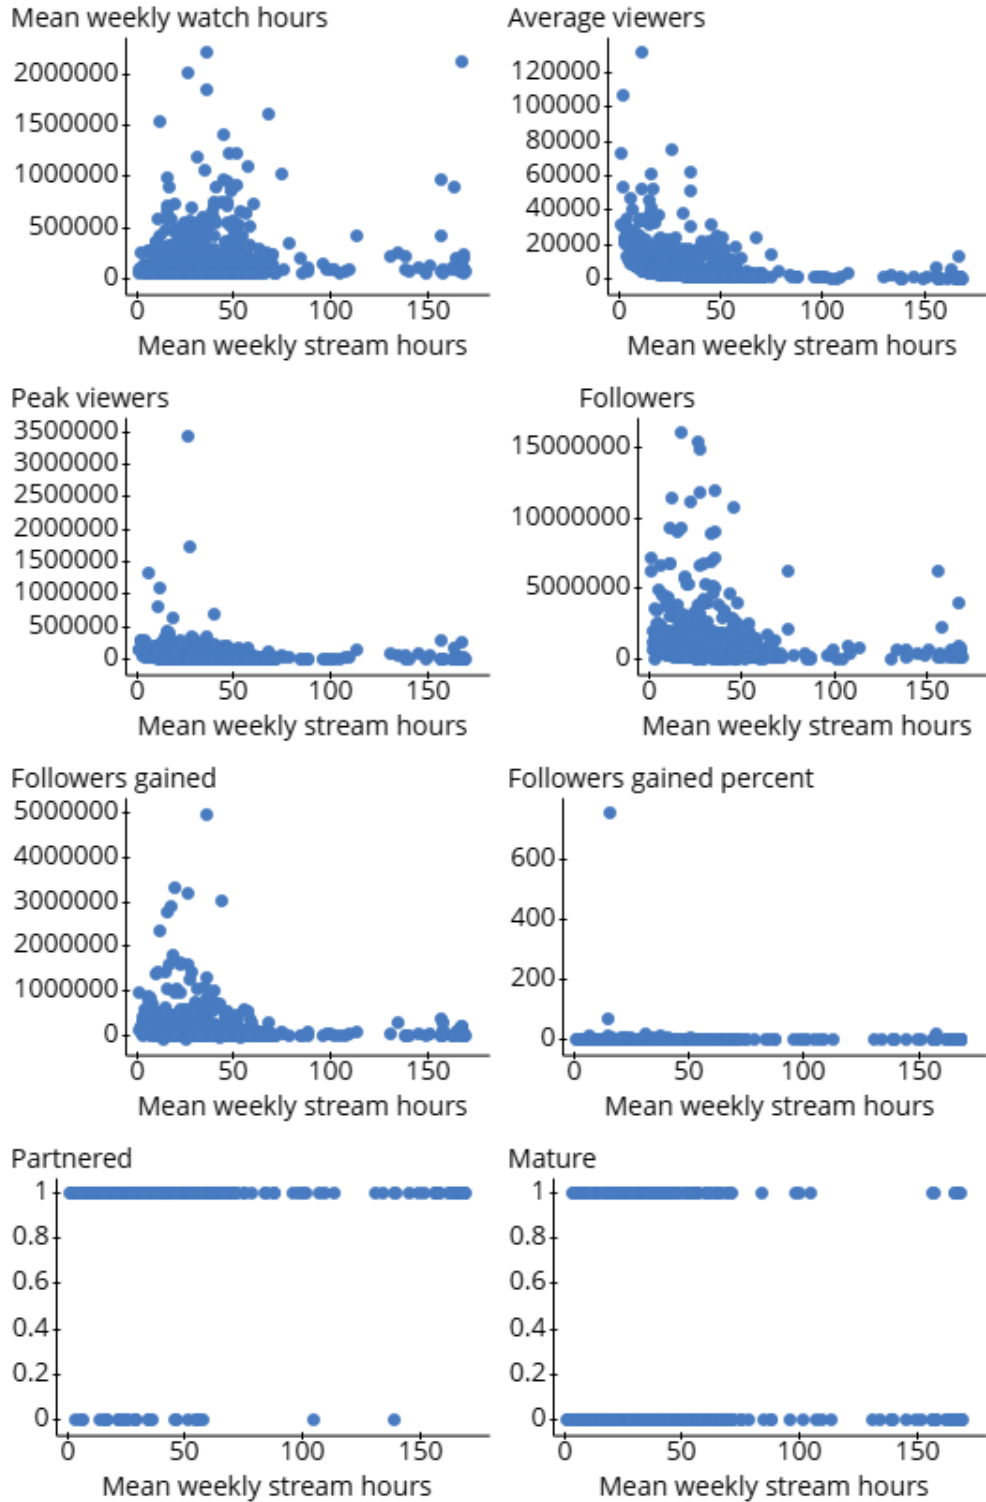 Mean weekly watch hours
2000000
1500000
1000000
500000
0
0 50 100 150
Mean weekly stream hours
Average viewers
120000
100000
80000
60000
40000
20000
0
0 50 100 150
Mean weekly stream hours
Peak viewers
3500000
3000000
2500000
2000000
1500000
1000000
500000
0
0 50 100 150
Mean weekly stream hours
Followers
15000000
10000000
5000000
0
0 50 100 150
Mean weekly stream hours
Followers gained
5000000
4000000
3000000
2000000
1000000
0
0 50 100 150
Mean weekly stream hours
Followers gained percent
600
400
200
0
0 50 100 150
Mean weekly stream hours
Partnered
1
0.8
0.6
0.4
0.2
0
0 50 100 150
Mean weekly stream hours
Mature
1
0.8
0.6
0.4
0.2
0
0 50 100 150
Mean weekly stream hours